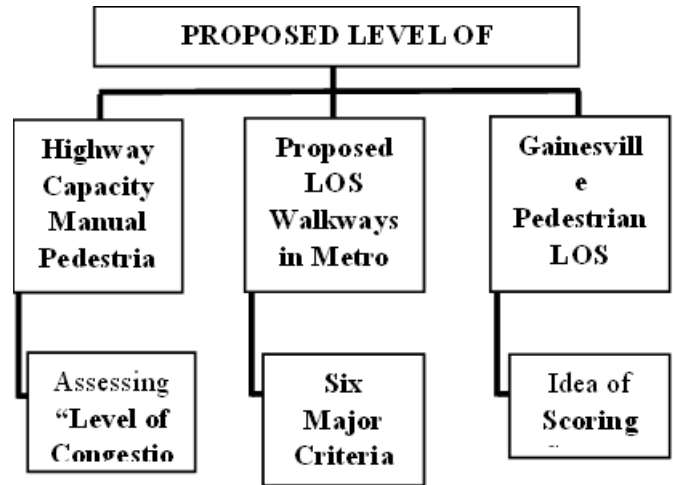 PROPOSED LEVEL OF
Highway
Capacity
Manual
Pedestria
Proposed
LOS
Walkways
in Metro
Gainesvill
e
Pedestrian
LOS
Assessing
“Level of
Congestio
Six
Major
Criteria
Idea of
Scoring